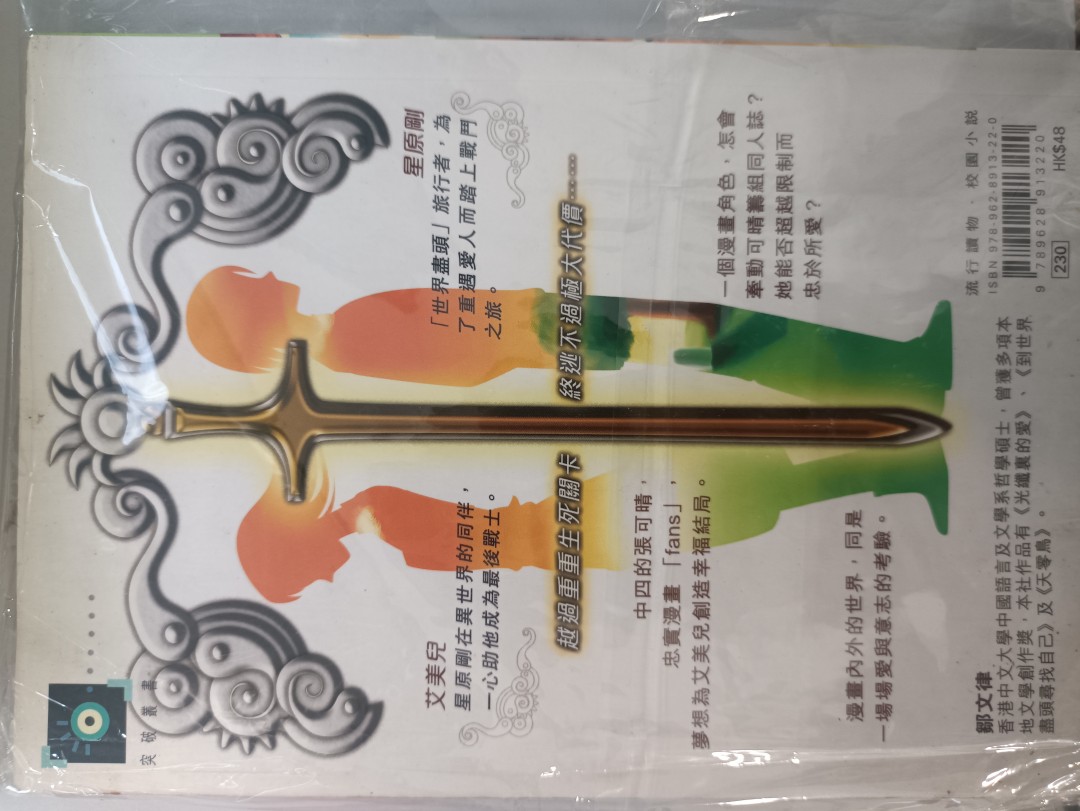 突破叢書
艾美兒
星原剛在異世界的同伴，
一心助他成為最後戰士。
星原剛
「世界盡頭」旅行者，為
了重遇愛人而踏上戰鬥
之旅。
越過重重生死關卡
終逃不過極大代價……
中四的張可晴，
忠實漫畫「fans」，
夢想為艾美兒創造幸福結局。
一個漫畫角色，怎會
牽動可晴籌組同人誌？
她能否超越限制而
忠於所愛？
漫畫內外的世界，同是
一場場愛與意志的考驗。
鄒文律
香港中文大學中國語言及文學系哲學碩士，曾獲多項本
地文學創作獎，本社作品有《光纖裏的愛》、《到世界
盡頭尋找自己》及《天零鳥》。
流行讀物．校園小說
ISBN 978-962-8913-22-0
9 789628 913220
230
HK$48